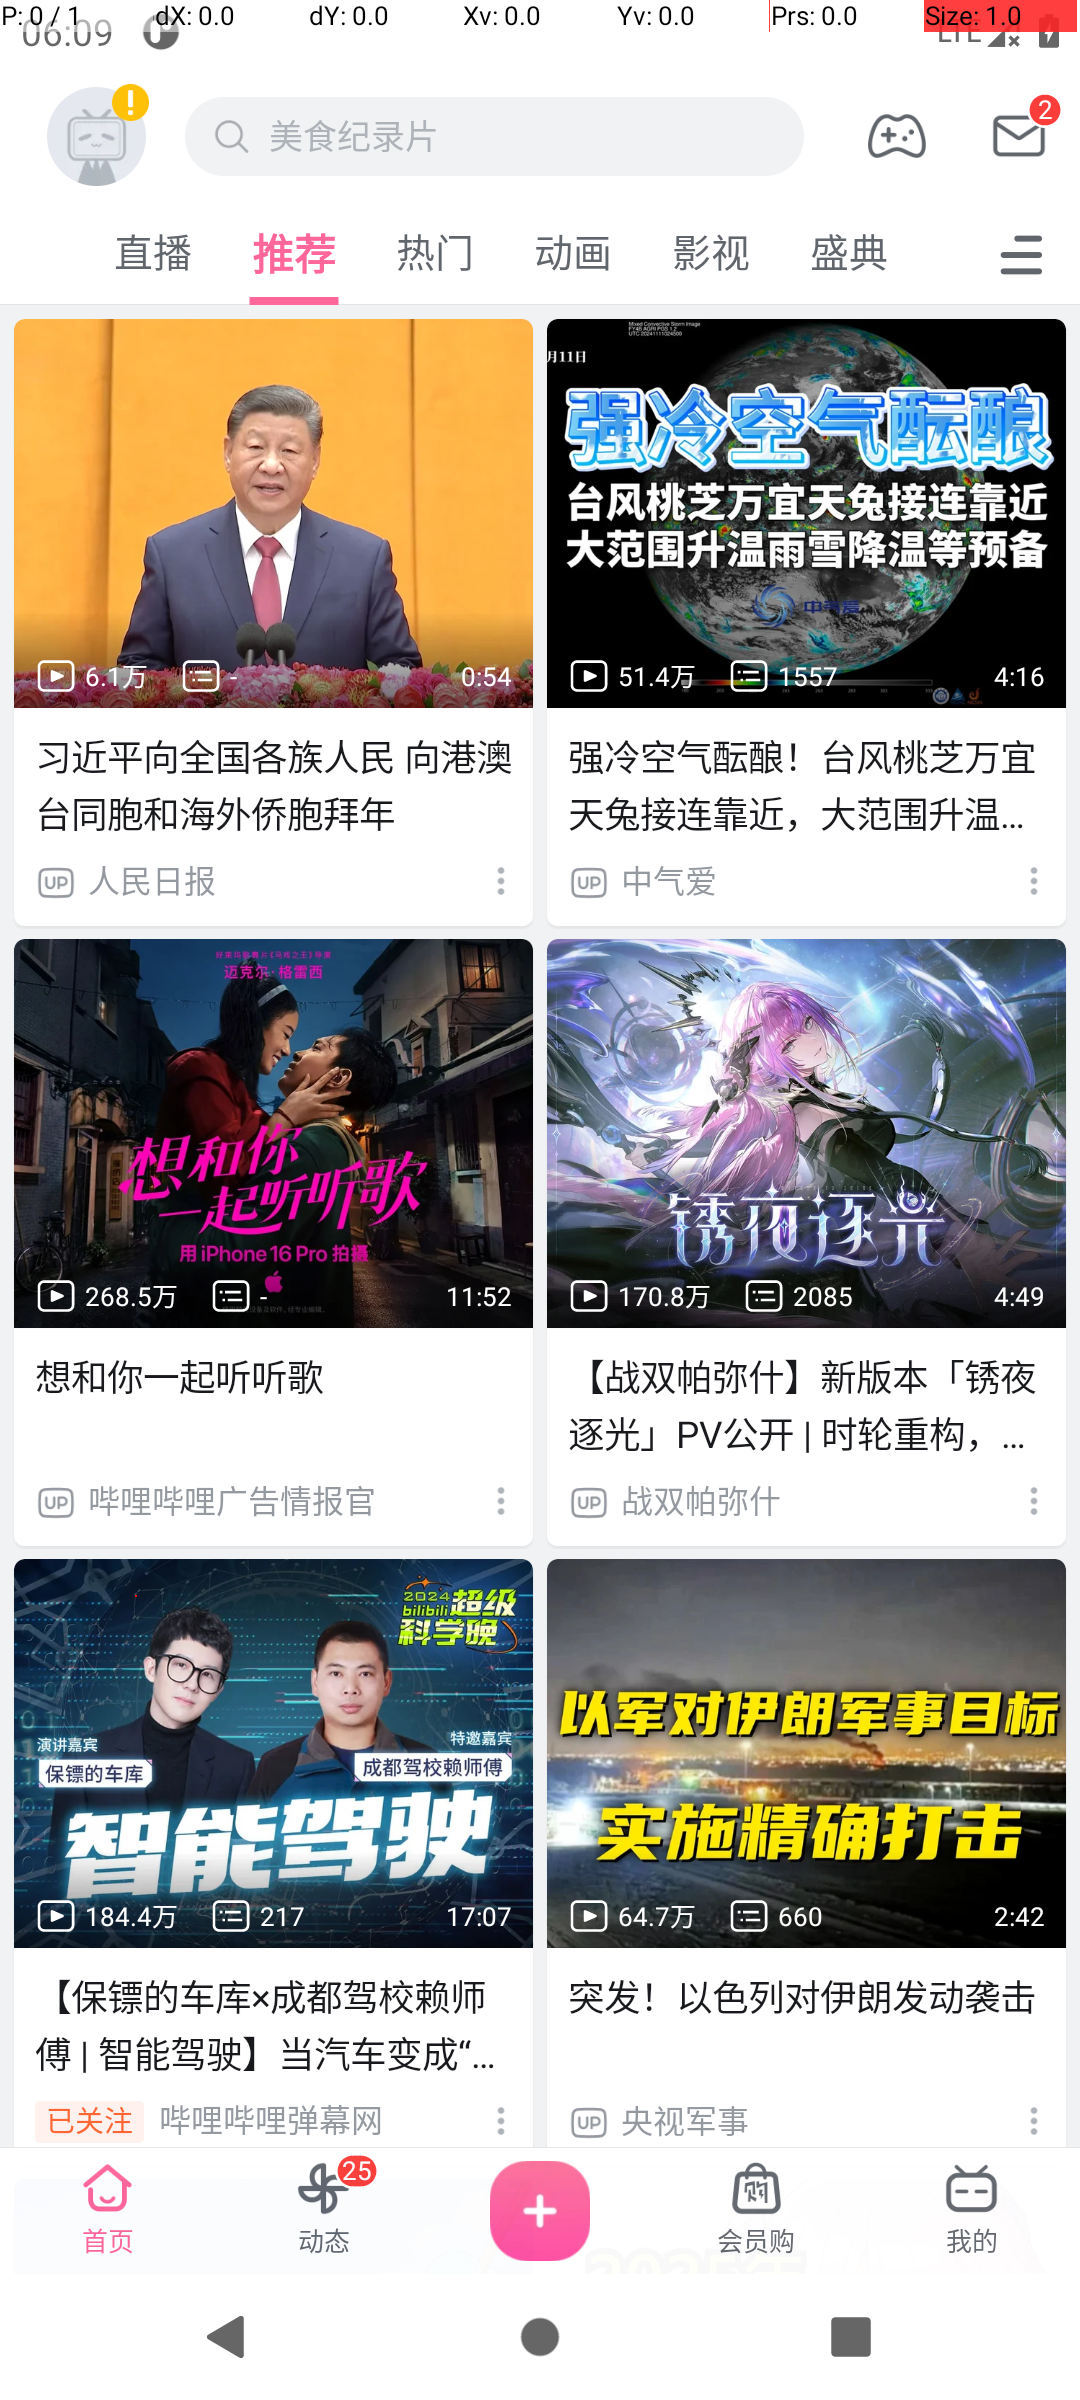 P: 0 / 1 dX: 0.0 dY: 0.0 Xv: 0.0 Yv: 0.0 Prs: 0.0 Size: 1.0
06:09 LTE
美食纪录片 2
直播 推荐 热门 动画 影视 盛典
6.1万 - 0:54
习近平向全国各族人民 向港澳
台同胞和海外侨胞拜年
UP 人民日报
Mixed Convective Storm Image
月11日
强冷空气酝酿
台风桃芝万宜天兔接连靠近
大范围升温雨雪降温等预备
中气爱
51.4万 1557 4:16
强冷空气酝酿！台风桃芝万宜
天兔接连靠近，大范围升温...
UP 中气爱
迈克尔·格雷西
想和你
一起听听歌
用 iPhone 16 Pro 拍摄
268.5万 - 11:52
想和你一起听听歌
UP 哔哩哔哩广告情报官
锈夜逐光
170.8万 2085 4:49
【战双帕弥什】新版本「锈夜
逐光」PV公开 | 时轮重构，...
UP 战双帕弥什
2024
bilibili 超级
科学晚
演讲嘉宾
保镖的车库
特邀嘉宾
成都驾校赖师傅
智能驾驶
184.4万 217 17:07
【保镖的车库×成都驾校赖师
傅 | 智能驾驶】当汽车变成“...
已关注 哔哩哔哩弹幕网
以军对伊朗军事目标
实施精确打击
64.7万 660 2:42
突发！以色列对伊朗发动袭击
UP 央视军事
25
购
首页 动态 会员购 我的